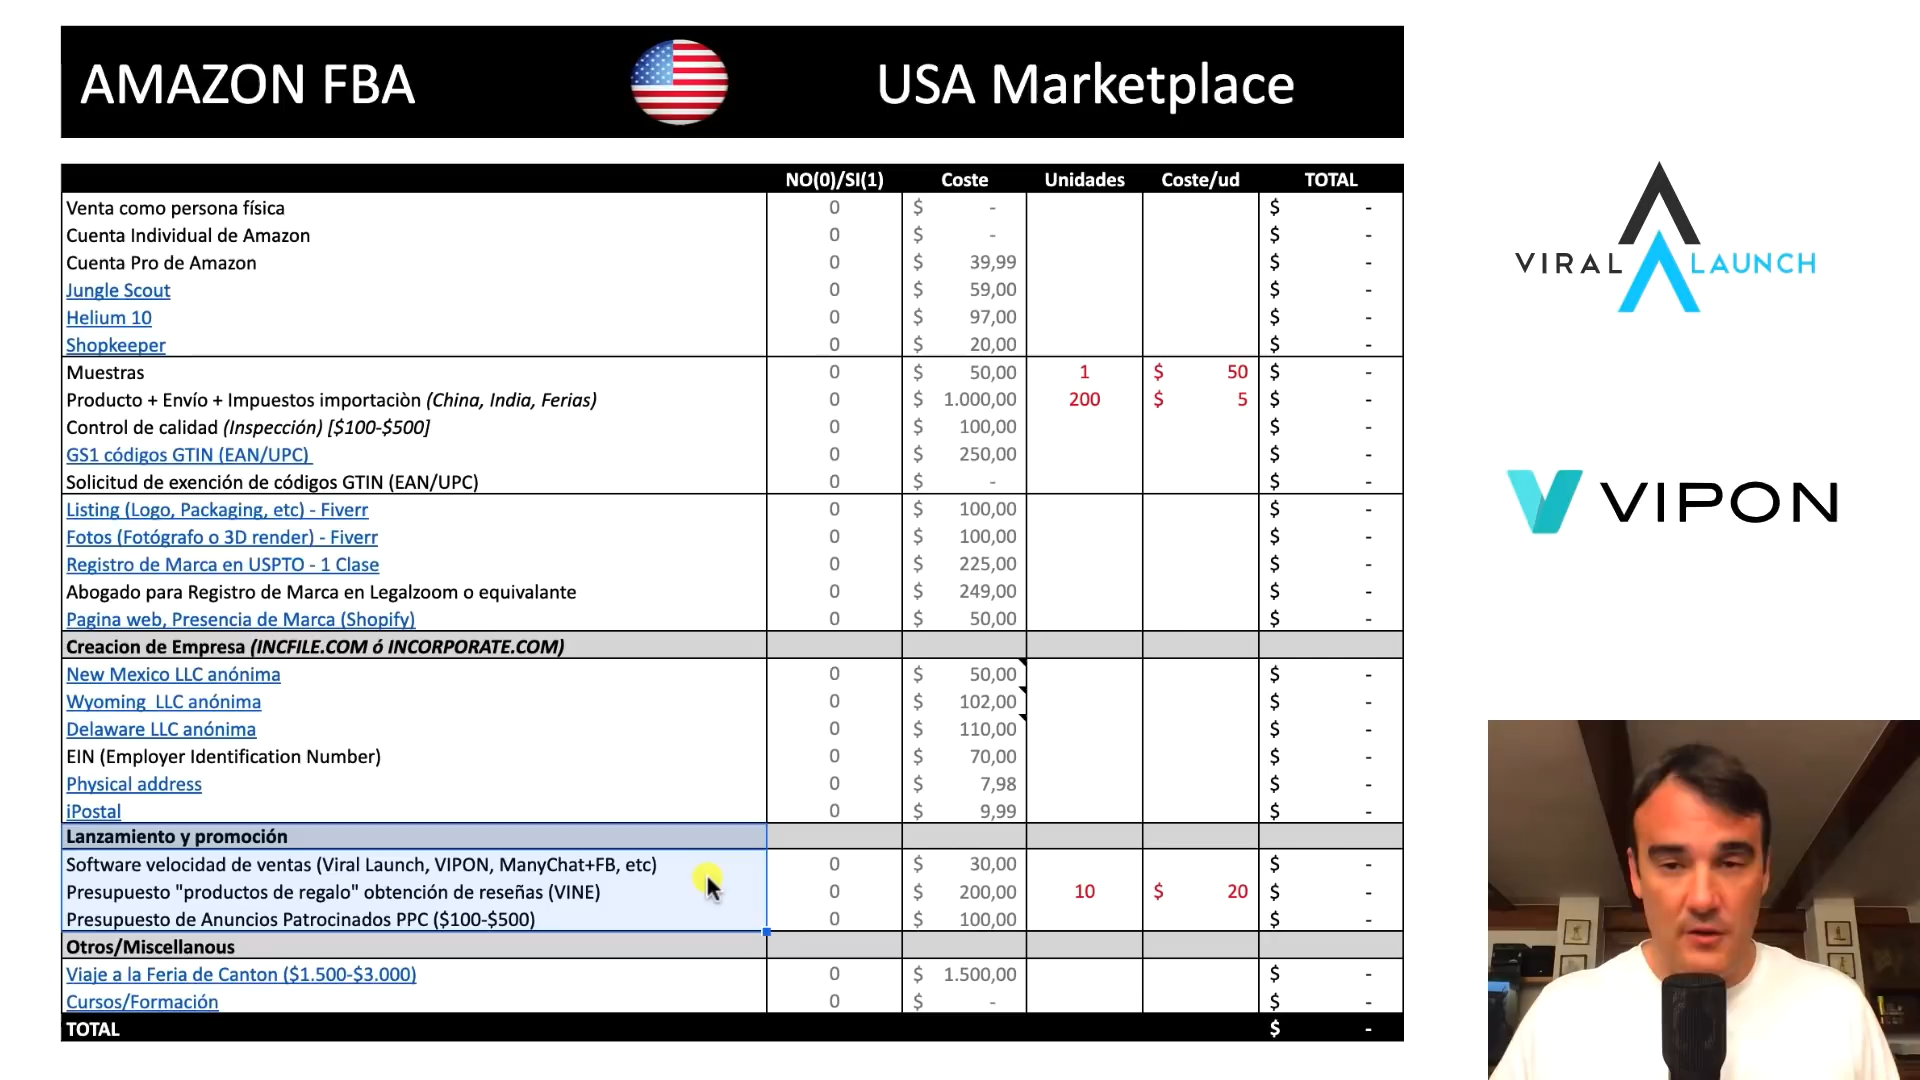 AMAZON FBA USA Marketplace
NO(0)/SI(1) Coste Unidades Coste/ud TOTAL
Venta como persona física 0 $ - $ -
Cuenta Individual de Amazon 0 $ - $ -
Cuenta Pro de Amazon 0 $ 39,99 $ -
Jungle Scout 0 $ 59,00 $ -
Helium 10 0 $ 97,00 $ -
Shopkeeper 0 $ 20,00 $ -
Muestras 0 $ 50,00 1 $ 50 $ -
Producto + Envío + Impuestos importaciòn (China, India, Ferias) 0 $ 1.000,00 200 $ 5 $ -
Control de calidad (Inspección) [$100-$500] 0 $ 100,00 $ -
GS1 códigos GTIN (EAN/UPC) 0 $ 250,00 $ -
Solicitud de exención de códigos GTIN (EAN/UPC) 0 $ - $ -
Listing (Logo, Packaging, etc) - Fiverr 0 $ 100,00 $ -
Fotos (Fotógrafo o 3D render) - Fiverr 0 $ 100,00 $ -
Registro de Marca en USPTO - 1 Clase 0 $ 225,00 $ -
Abogado para Registro de Marca en Legalzoom o equivalante 0 $ 249,00 $ -
Pagina web, Presencia de Marca (Shopify) 0 $ 50,00 $ -
Creacion de Empresa (INCFILE.COM ó INCORPORATE.COM)
New Mexico LLC anónima 0 $ 50,00 $ -
Wyoming LLC anónima 0 $ 102,00 $ -
Delaware LLC anónima 0 $ 110,00 $ -
EIN (Employer Identification Number) 0 $ 70,00 $ -
Physical address 0 $ 7,98 $ -
iPostal 0 $ 9,99 $ -
Lanzamiento y promoción
Software velocidad de ventas (Viral Launch, VIPON, ManyChat+FB, etc) 0 $ 30,00 $ -
Presupuesto "productos de regalo" obtención de reseñas (VINE) 0 $ 200,00 10 $ 20 $ -
Presupuesto de Anuncios Patrocinados PPC ($100-$500) 0 $ 100,00 $ -
Otros/Miscellanous
Viaje a la Feria de Canton ($1.500-$3.000) 0 $ 1.500,00 $ -
Cursos/Formación 0 $ - $ -
TOTAL $ -
VIRAL LAUNCH
VIPON